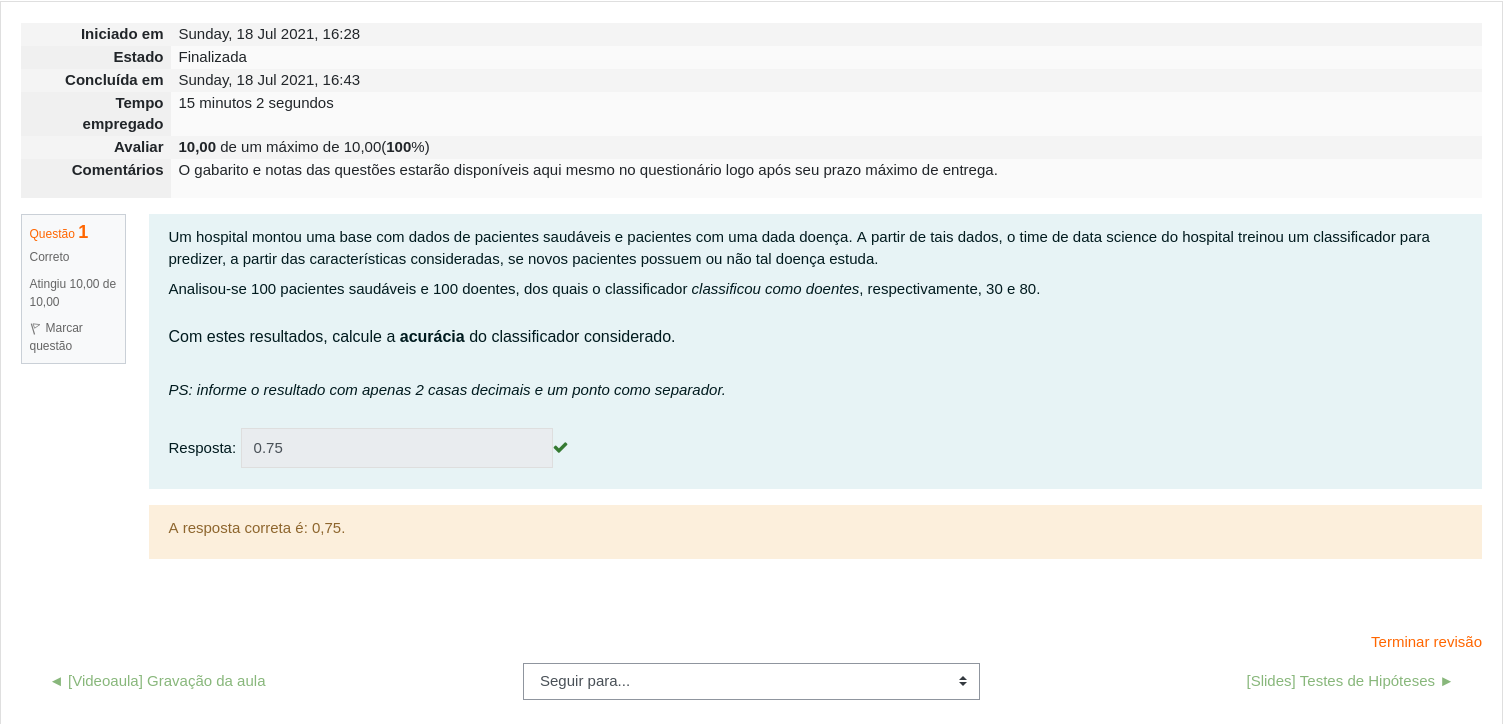 Iniciado em Sunday, 18 Jul 2021, 16:28
Estado Finalizada
Concluída em Sunday, 18 Jul 2021, 16:43
Tempo 15 minutos 2 segundos
empregado
Avaliar 10,00 de um máximo de 10,00(100%)
Comentários O gabarito e notas das questões estarão disponíveis aqui mesmo no questionário logo após seu prazo máximo de entrega.
Questão 1
Correto
Atingiu 10,00 de
10,00
Marcar
questão
Um hospital montou uma base com dados de pacientes saudáveis e pacientes com uma dada doença. A partir de tais dados, o time de data science do hospital treinou um classificador para
predizer, a partir das características consideradas, se novos pacientes possuem ou não tal doença estuda.
Analisou-se 100 pacientes saudáveis e 100 doentes, dos quais o classificador classificou como doentes, respectivamente, 30 e 80.
Com estes resultados, calcule a acurácia do classificador considerado.
PS: informe o resultado com apenas 2 casas decimais e um ponto como separador.
Resposta: 0.75
A resposta correta é: 0,75.
Terminar revisão
◄ [Videoaula] Gravação da aula
Seguir para...
[Slides] Testes de Hipóteses ►